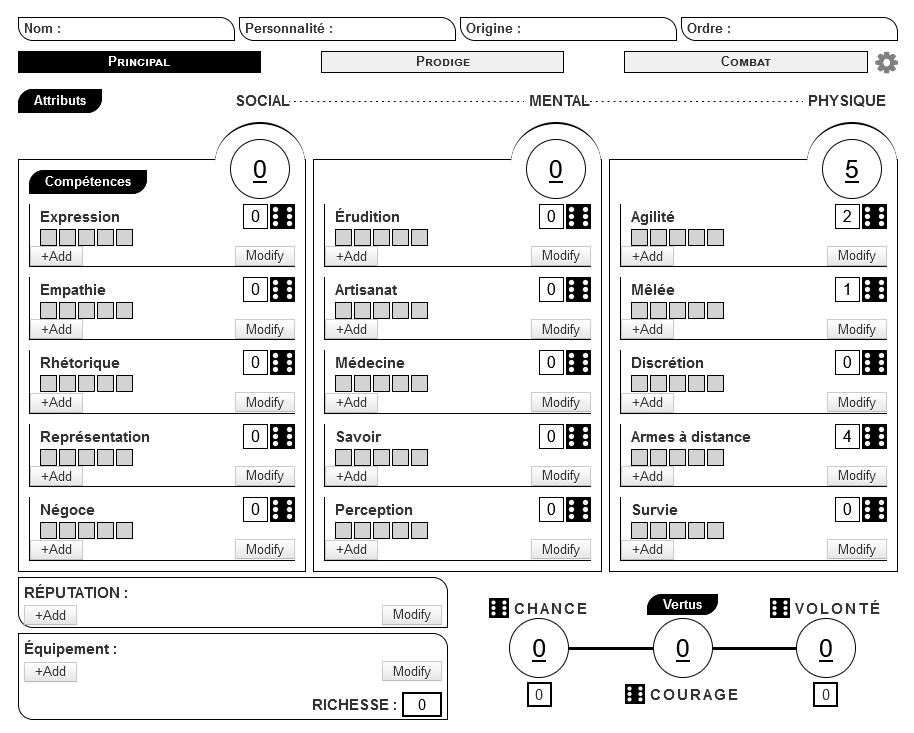 Nom : Personnalité : Origine : Ordre :
Principal Prodige Combat
Attributs SOCIAL MENTAL PHYSIQUE
0 0 5
Compétences
Expression 0 Érudition 0 Agilité 2
+Add Modify +Add Modify +Add Modify
Empathie 0 Artisanat 0 Mêlée 1
+Add Modify +Add Modify +Add Modify
Rhétorique 0 Médecine 0 Discrétion 0
+Add Modify +Add Modify +Add Modify
Représentation 0 Savoir 0 Armes à distance 4
+Add Modify +Add Modify +Add Modify
Négoce 0 Perception 0 Survie 0
+Add Modify +Add Modify +Add Modify
RÉPUTATION :
+Add Modify
Équipement :
+Add Modify
RICHESSE : 0
CHANCE Vertus VOLONTÉ
0 0 0
0 COURAGE 0